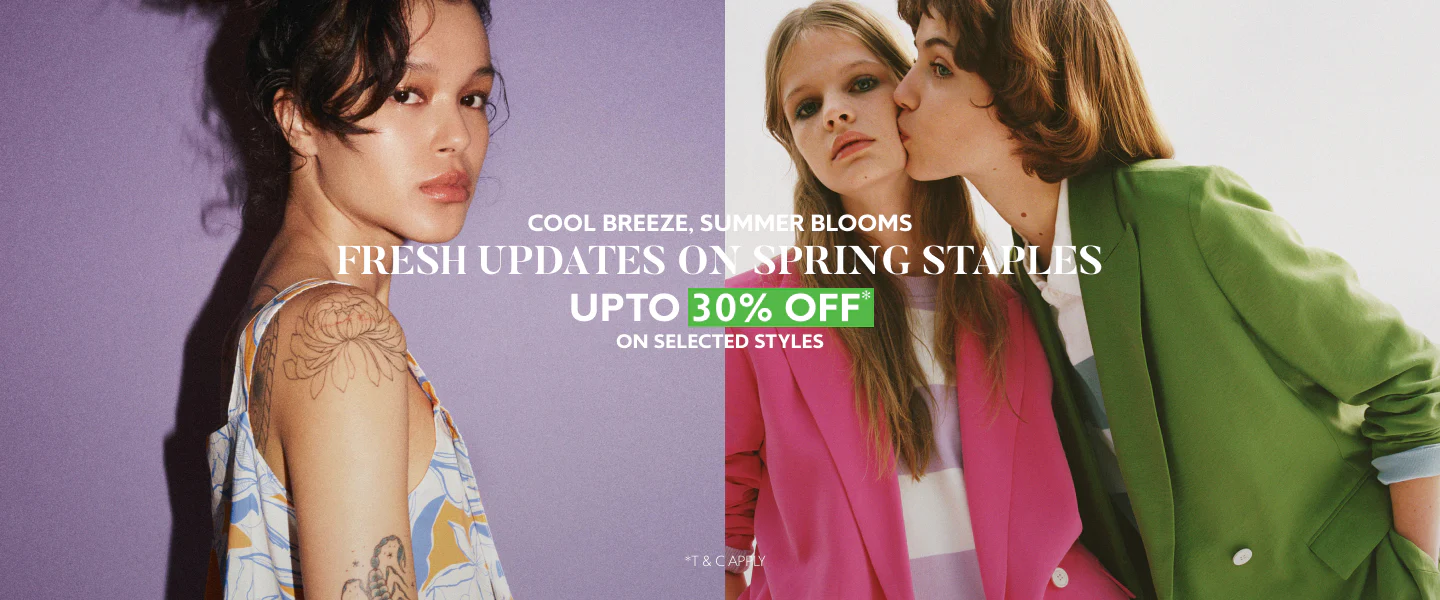 COOL BREEZE, SUMMER BLOOMS
FRESH UPDATES ON SPRING STAPLES
UPTO 30% OFF*
ON SELECTED STYLES
*T & C APPLY